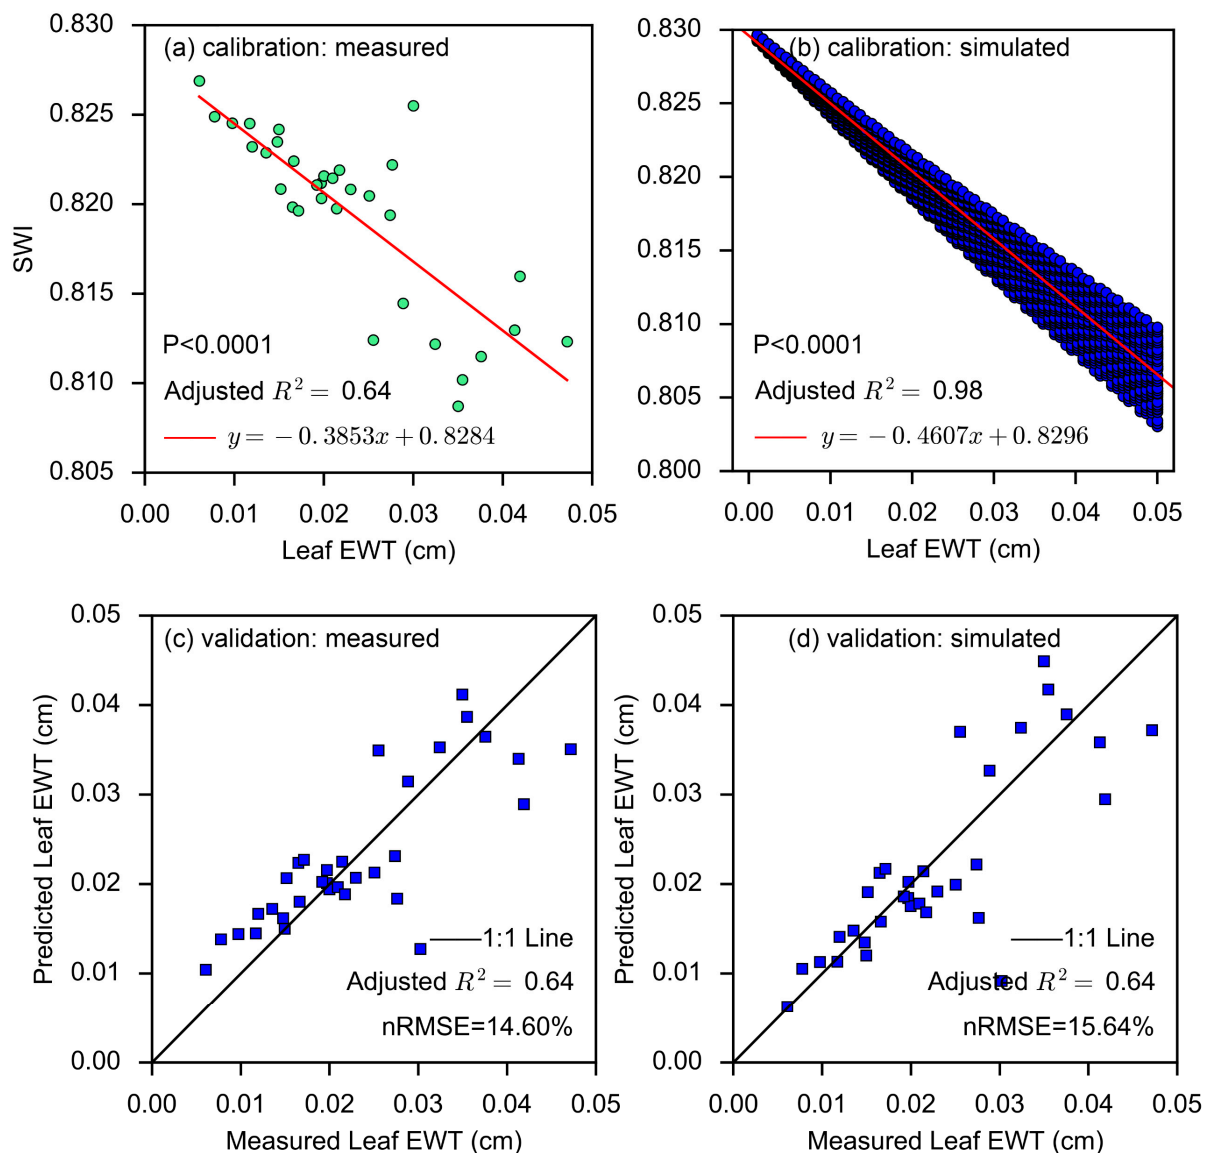 (a) calibration: measured
0.830
0.825
0.820
0.815
0.810
0.805
SWI
P<0.0001
Adjusted R² = 0.64
y = −0.3853x + 0.8284
0.00 0.01 0.02 0.03 0.04 0.05
Leaf EWT (cm)
(b) calibration: simulated
0.830
0.825
0.820
0.815
0.810
0.805
0.800
P<0.0001
Adjusted R² = 0.98
y = −0.4607x + 0.8296
0.00 0.01 0.02 0.03 0.04 0.05
Leaf EWT (cm)
(c) validation: measured
0.05
0.04
0.03
0.02
0.01
0.00
Predicted Leaf EWT (cm)
1:1 Line
Adjusted R² = 0.64
nRMSE=14.60%
0.00 0.01 0.02 0.03 0.04 0.05
Measured Leaf EWT (cm)
(d) validation: simulated
0.05
0.04
0.03
0.02
0.01
0.00
Predicted Leaf EWT (cm)
1:1 Line
Adjusted R² = 0.64
nRMSE=15.64%
0.00 0.01 0.02 0.03 0.04 0.05
Measured Leaf EWT (cm)